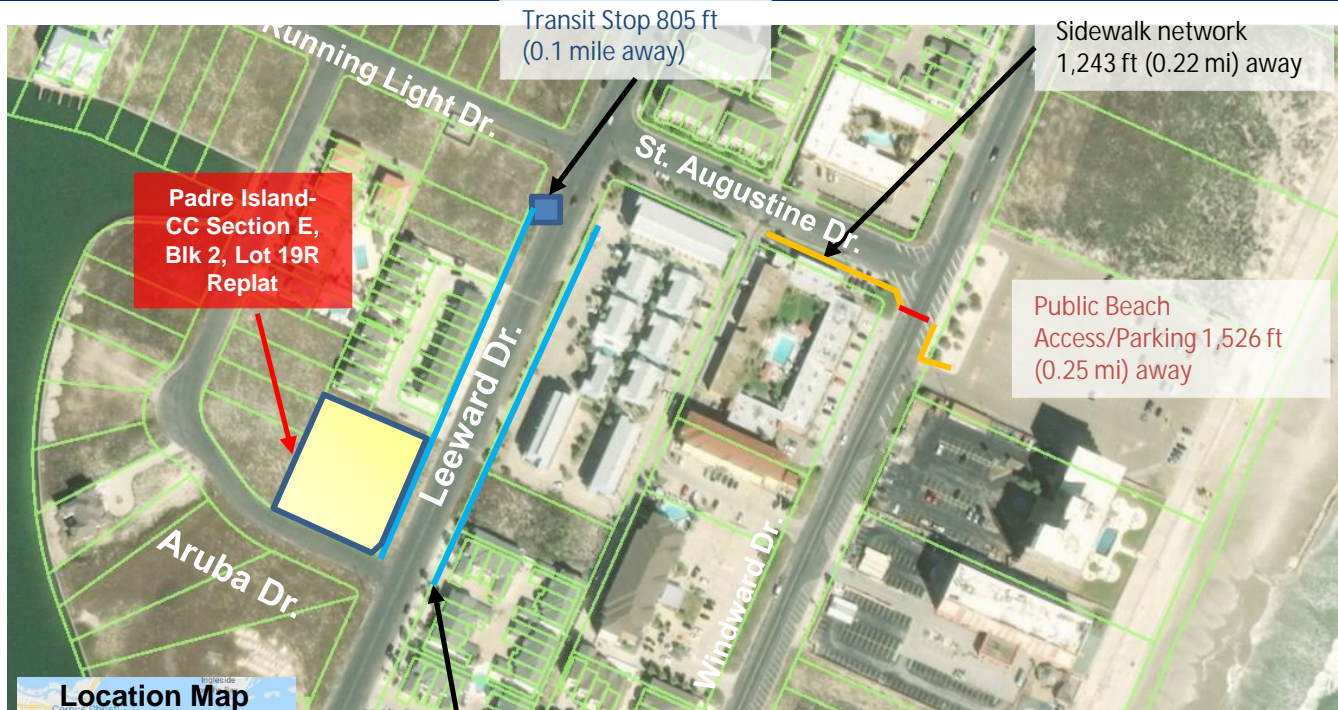 Transit Stop 805 ft
(0.1 mile away)
Sidewalk network
1,243 ft (0.22 mi) away
Running Light Dr.
St. Augustine Dr.
Padre Island-
CC Section E,
Blk 2, Lot 19R
Replat
Public Beach
Access/Parking 1,526 ft
(0.25 mi) away
Leeward Dr.
Aruba Dr.
Windward Dr.
Location Map
Ingleside